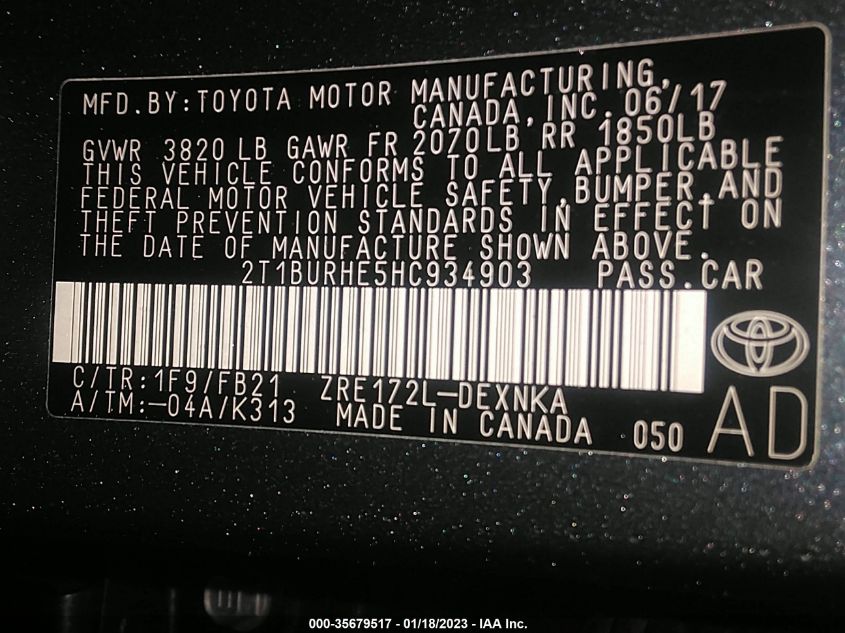 MFD.BY:TOYOTA MOTOR MANUFACTURING,
CANADA, INC. 06/17
GVWR 3820 LB GAWR FR 2070LB RR 1850LB
THIS VEHICLE CONFORMS TO ALL APPLICABLE
FEDERAL MOTOR VEHICLE SAFETY,BUMPER,AND
THEFT PREVENTION STANDARDS IN EFFECT ON
THE DATE OF MANUFACTURE SHOWN ABOVE.
2T1BURHE5HC934903 PASS.CAR
C/TR:1F9/FB21 ZRE172L-DEXNKA
A/TM:-04A/K313 MADE IN CANADA 050 AD
000-35679517 - 01/18/2023 - IAA Inc.